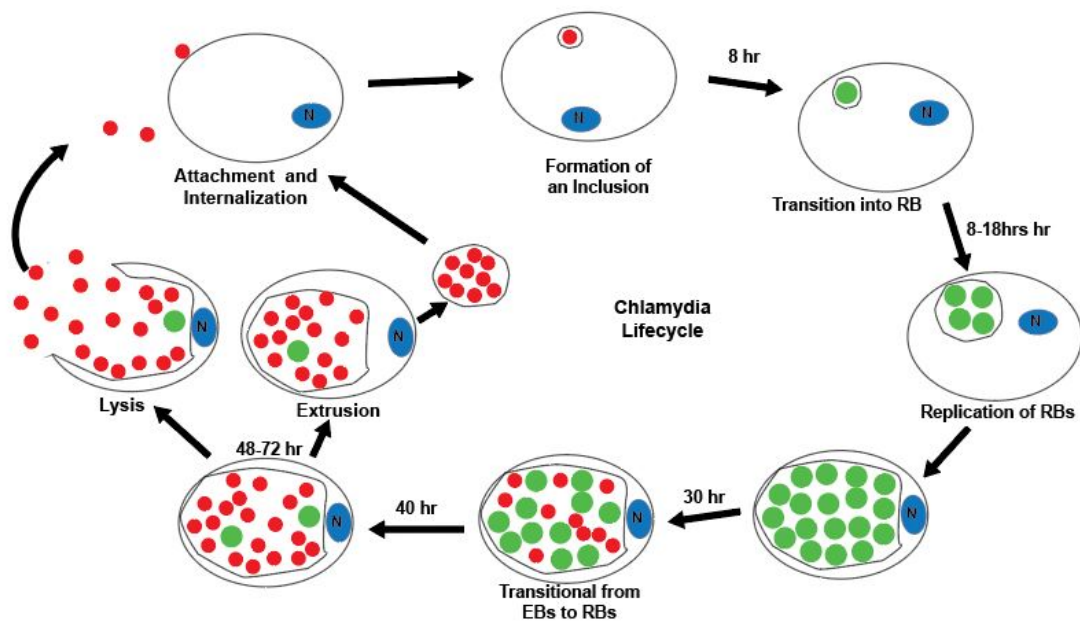 N
Attachment and
Internalization
N
Formation of
an Inclusion
8 hr
N
Transition into RB
8-18hrs hr
N
Replication of RBs
Chlamydia
Lifecycle
N
30 hr
N
Transitional from
EBs to RBs
40 hr
N
48-72 hr
N
Lysis
N
Extrusion